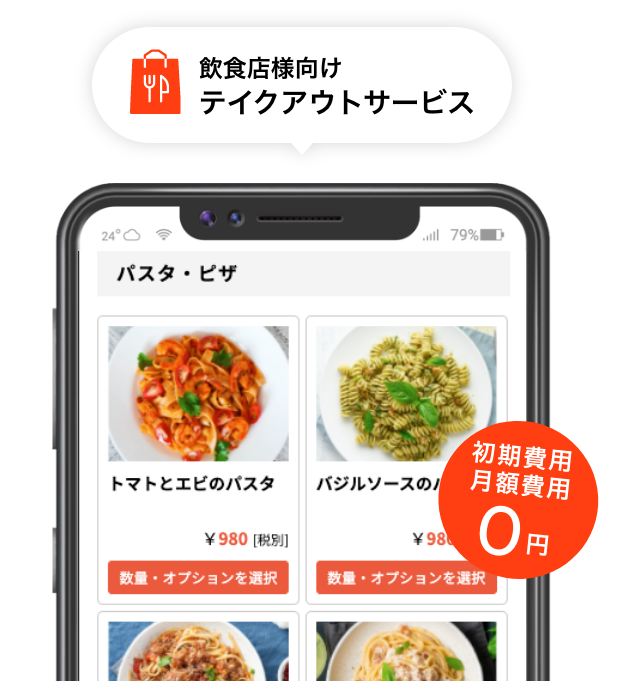 飲食店様向け
テイクアウトサービス
24°
79%
パスタ・ピザ
トマトとエビのパスタ
バジルソースの
¥980 [税別]
¥98
数量・オプションを選択
数量・オプションを選択
初期費用
月額費用
0円